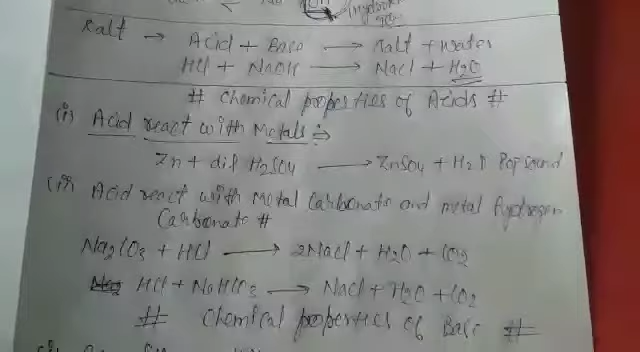 Salt → Acid + Base → Salt + water
HCl + NaOH → NaCl + H2O
# Chemical properties of Acids #
(i) Acid react with Metals ⇒
Zn + dil H2SO4 → ZnSO4 + H2↑ Pop sound
(ii) Acid react with Metal Carbonate and metal hydrogen
Carbonate #
Na2CO3 + HCl → 2NaCl + H2O + CO2
HCl + NaHCO3 → NaCl + H2O + CO2
# Chemical properties of Base #